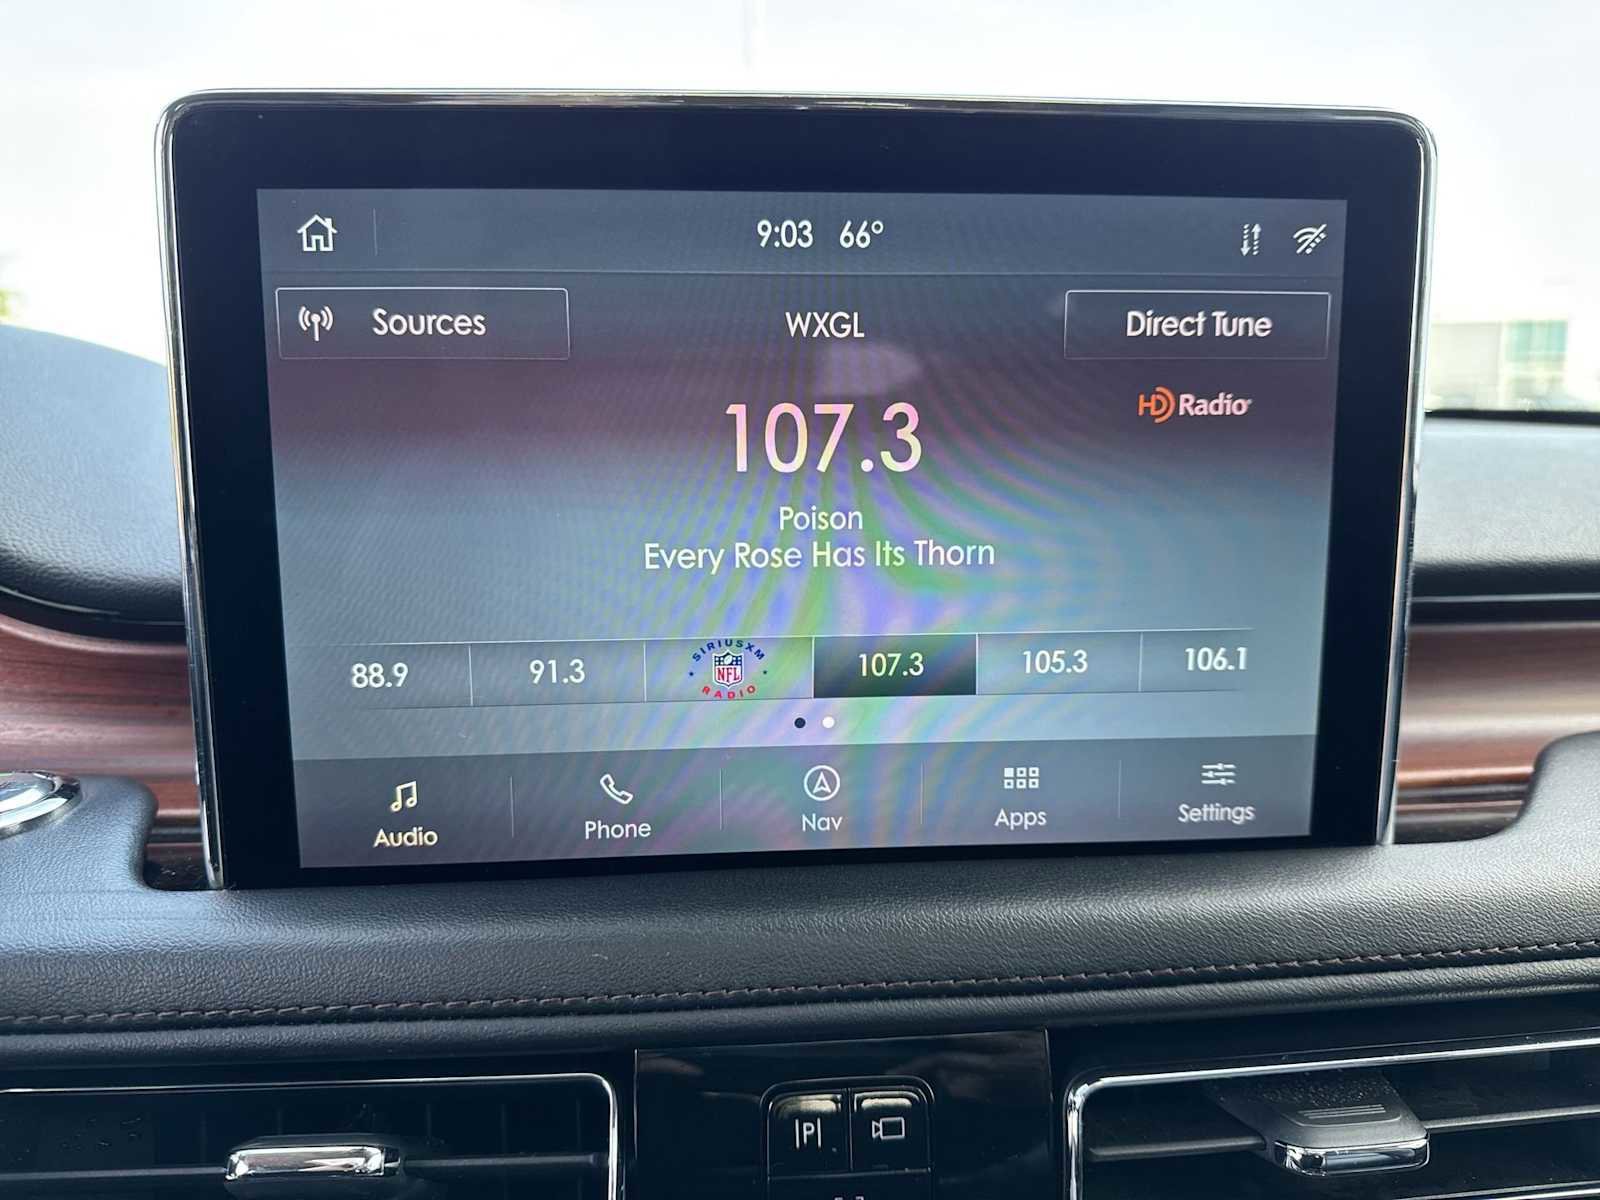 9:03 66°
Sources
WXGL
Direct Tune
107.3
HD Radio
Poison
Every Rose Has Its Thorn
88.9
91.3
SIRIUSXM
NFL
RADIO
107.3
105.3
106.1
Audio
Phone
Nav
Apps
Settings
P